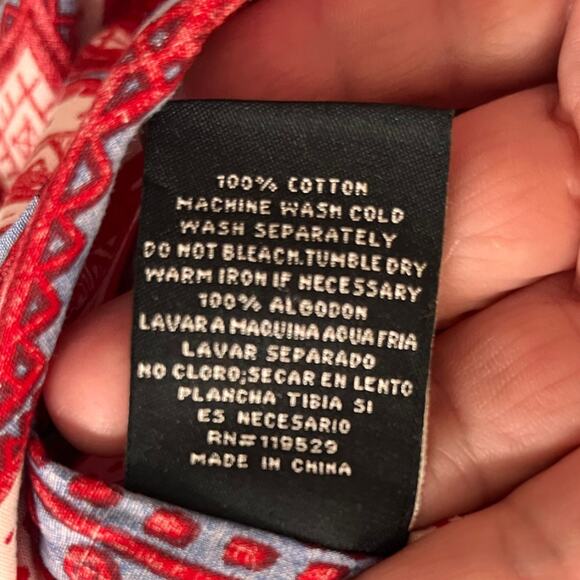 100% COTTON
MACHINE WASH COLD
WASH SEPARATELY
DO NOT BLEACH.TUMBLE DRY
WARM IRON IF NECESSARY
100% ALGODON
LAVAR A MAQUINA AQUA FRIA
LAVAR SEPARADO
NO CLORO;SECAR EN LENTO
PLANCHA TIBIA SI
ES NECESARIO
RN#119529
MADE IN CHINA